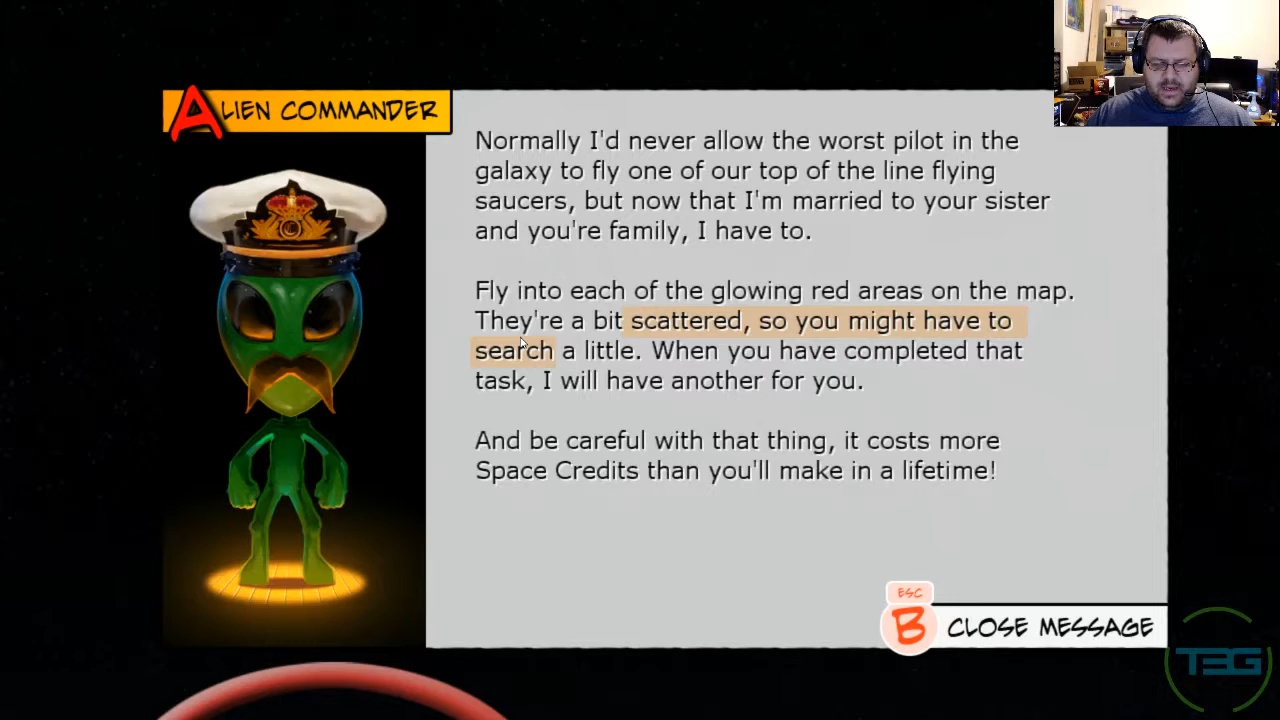 ALIEN COMMANDER
Normally I'd never allow the worst pilot in the
galaxy to fly one of our top of the line flying
saucers, but now that I'm married to your sister
and you're family, I have to.
Fly into each of the glowing red areas on the map.
They're a bit scattered, so you might have to
search a little. When you have completed that
task, I will have another for you.
And be careful with that thing, it costs more
Space Credits than you'll make in a lifetime!
ESC
B CLOSE MESSAGE
TBG